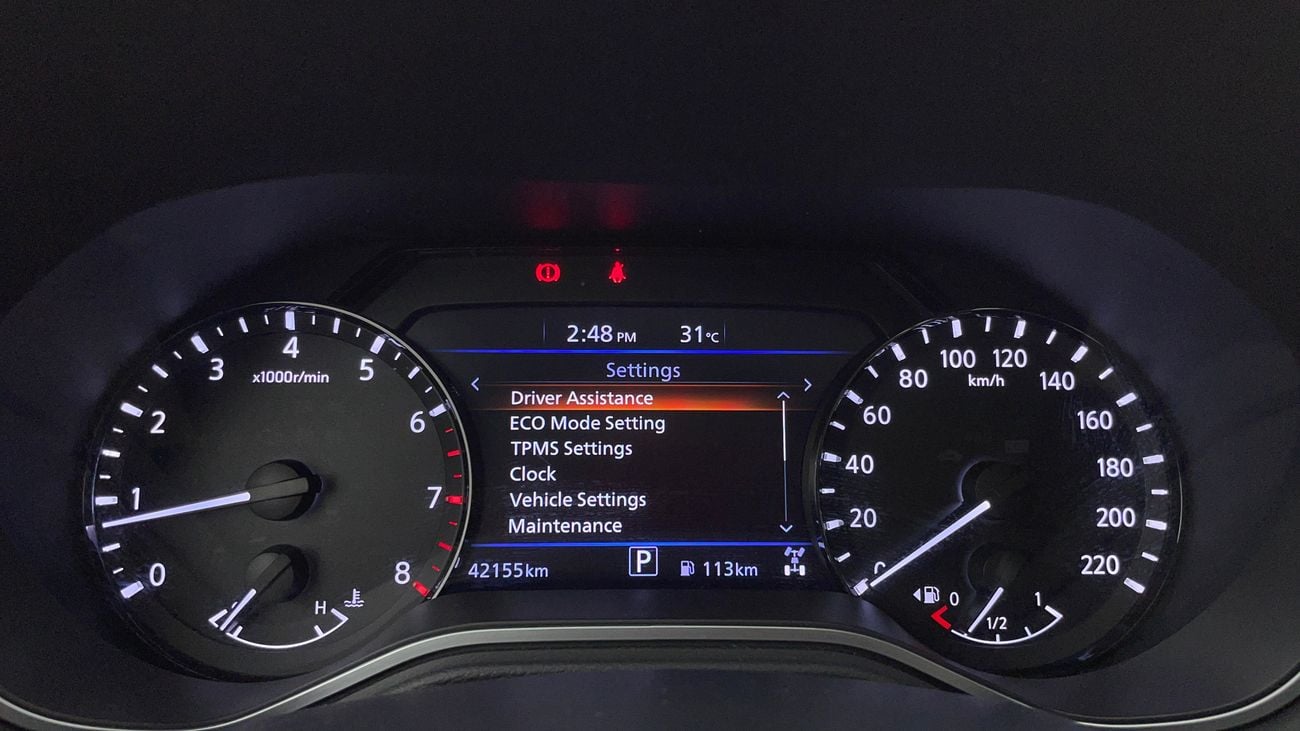 2:48 PM 31°C
Settings
Driver Assistance
ECO Mode Setting
TPMS Settings
Clock
Vehicle Settings
Maintenance
42155km P 113km
0
1
2
3
4
5
6
7
8
x1000r/min
H
0
20
40
60
80
100
120
140
160
180
200
220
km/h
0
1/2
1